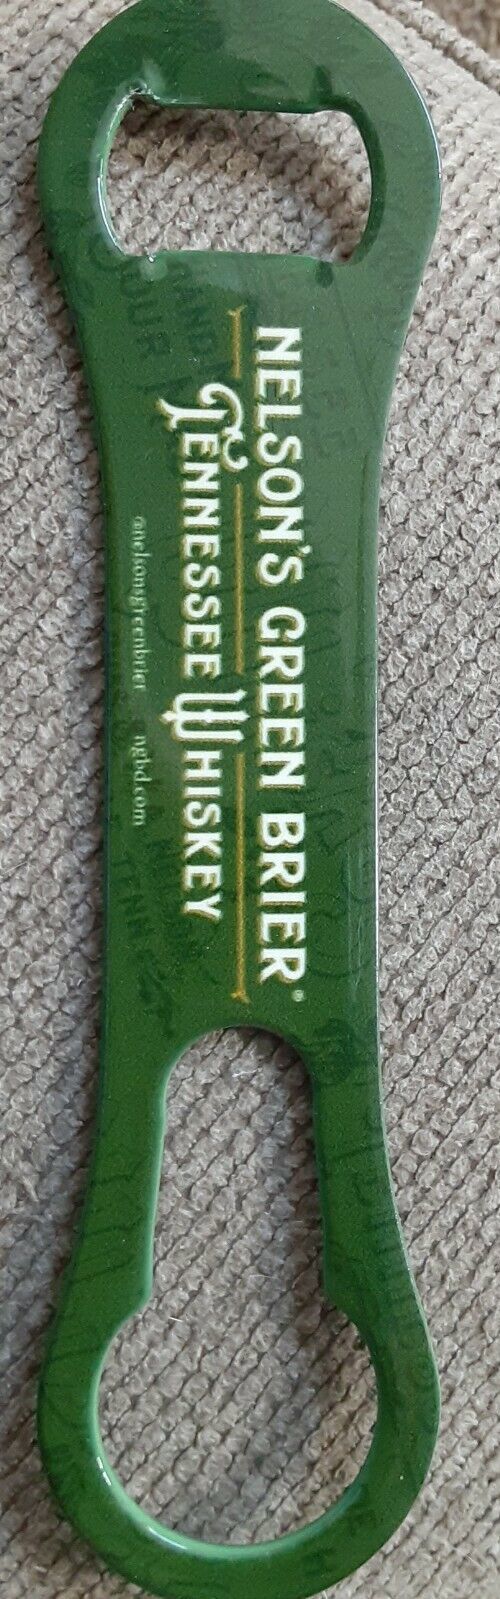 NELSON'S GREEN BRIER®
TENNESSEE WHISKEY
@nelsonsgreenbrier ngbd.com